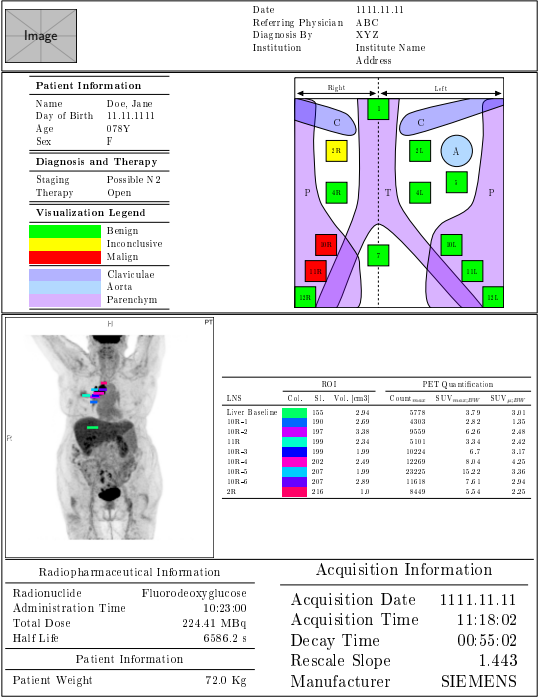 Image
Date 1111.11.11
Referring Physician ABC
Diagnosis By XYZ
Institution Institute Name
Address
Patient Information
Name Doe, Jane
Day of Birth 11.11.1111
Age 078Y
Sex F
Diagnosis and Therapy
Staging Possible N2
Therapy Open
Visualization Legend
Benign
Inconclusive
Malign
Claviculae
Aorta
Parenchym
Right Left
1
C C
2R 2L A
5
P 4R T 4L P
10R 10L
7
11R 11L
12R 12L
H PT
ROI PET Quantification
LNS Col. Sl. Vol. [cm3] Count max SUV max;BW SUV μ;BW
Liver Baseline 155 2.94 5778 3.79 3.01
10R-1 190 2.69 4303 2.82 1.35
10R-2 197 3.38 9559 6.26 2.48
11R 199 2.34 5101 3.34 2.42
10R-3 199 1.99 10224 6.7 3.17
10R-4 202 2.49 12269 8.04 4.25
10R-5 207 1.99 23225 15.22 3.36
10R-6 207 2.89 11618 7.61 2.94
2R 216 1.0 8449 5.54 2.25
Radiopharmaceutical Information
Radionuclide Fluorodeoxyglucose
Administration Time 10:23:00
Total Dose 224.41 MBq
Half Life 6586.2 s
Patient Information
Patient Weight 72.0 Kg
Acquisition Information
Acquisition Date 1111.11.11
Acquisition Time 11:18:02
Decay Time 00:55:02
Rescale Slope 1.443
Manufacturer SIEMENS